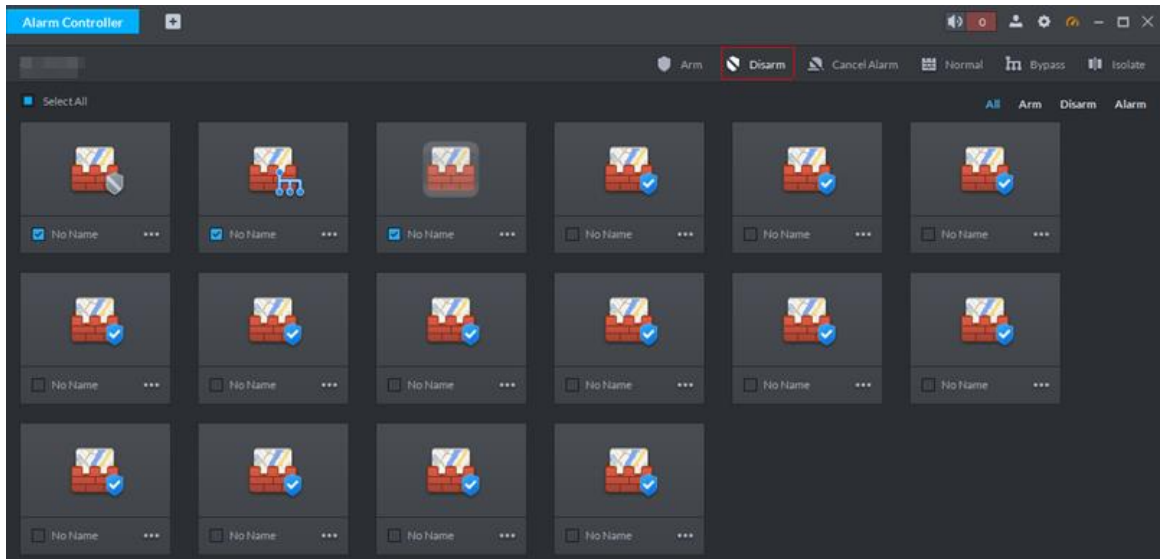 Alarm Controller
0
Arm Disarm Cancel Alarm Normal Bypass Isolate
Select All
All Arm Disarm Alarm
No Name No Name No Name No Name No Name No Name
No Name No Name No Name No Name No Name No Name
No Name No Name No Name No Name